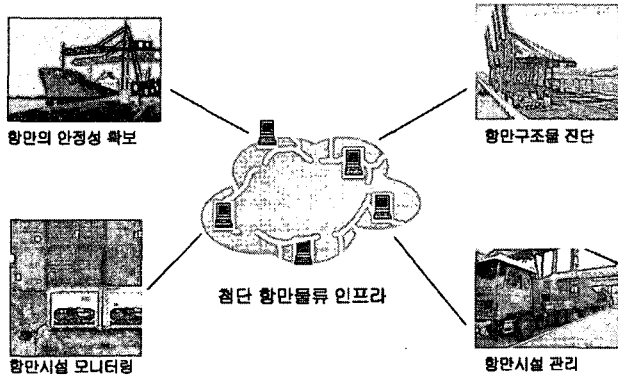 항만의 안정성 확보
항만구조물 진단
첨단 항만물류 인프라
항만시설 모니터링
항만시설 관리